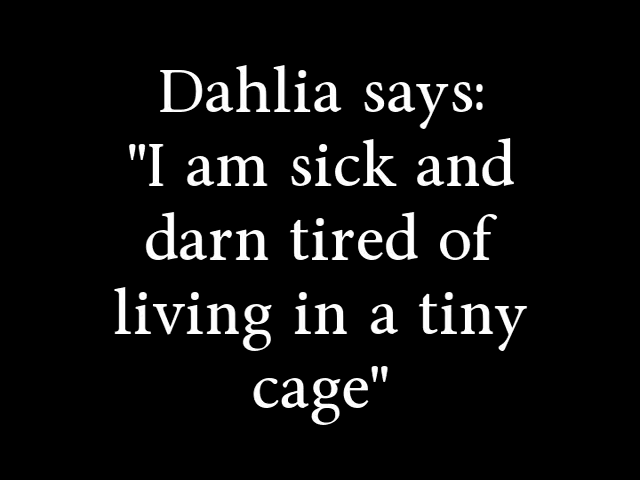 Dahlia says:
"I am sick and
darn tired of
living in a tiny
cage"